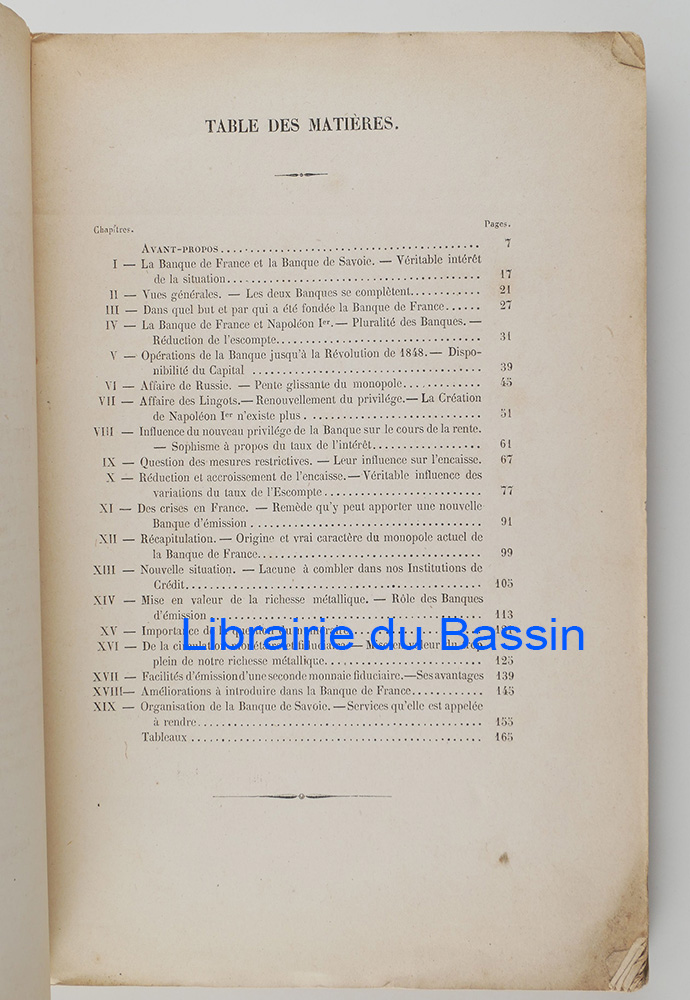 TABLE DES MATIÈRES.
Chapitres. Pages.
AVANT-PROPOS........................................ 7
I — La Banque de France et la Banque de Savoie. — Véritable intérêt
de la situation....................................... 17
II — Vues générales. — Les deux Banques se complètent............ 21
III — Dans quel but et par qui a été fondée la Banque de France...... 27
IV — La Banque de France et Napoléon Ier. — Pluralité des Banques. —
Réduction de l'escompte............................... 31
V — Opérations de la Banque jusqu'à la Révolution de 1848. — Dispo-
nibilité du Capital .................................. 39
VI — Affaire de Russie. — Pente glissante du monopole............. 45
VII — Affaire des Lingots. — Renouvellement du privilége. — La Création
de Napoléon Ier n'existe plus. ......................... 51
VIII — Influence du nouveau privilége de la Banque sur le cours de la rente.
— Sophisme à propos du taux de l'intérêt................. 61
IX — Question des mesures restrictives. — Leur influence sur l'encaisse. 67
X — Réduction et accroissement de l'encaisse. — Véritable influence des
variations du taux de l'Escompte........................ 77
XI — Des crises en France. — Remède qu'y peut apporter une nouvelle
Banque d'émission ................................... 91
XII — Récapitulation. — Origine et vrai caractère du monopole actuel de
la Banque de France.................................. 99
XIII — Nouvelle situation. — Lacune à combler dans nos Institutions de
Crédit............................................. 105
XIV — Mise en valeur de la richesse métallique. — Rôle des Banques
d'émission ......................................... 113
XV — Importance de la question du
Librairie du Bassin
XVI — De la circulation monétaire et fiduciaire. — Mise en valeur du
plein de notre richesse métallique....................... 125
XVII — Facilités d'émission d'une seconde monnaie fiduciaire. — Ses avantages 139
XVIII — Améliorations à introduire dans la Banque de France........... 145
XIX — Organisation de la Banque de Savoie. — Services qu'elle est appelée
à rendre........................................... 155
Tableaux ........................................... 165